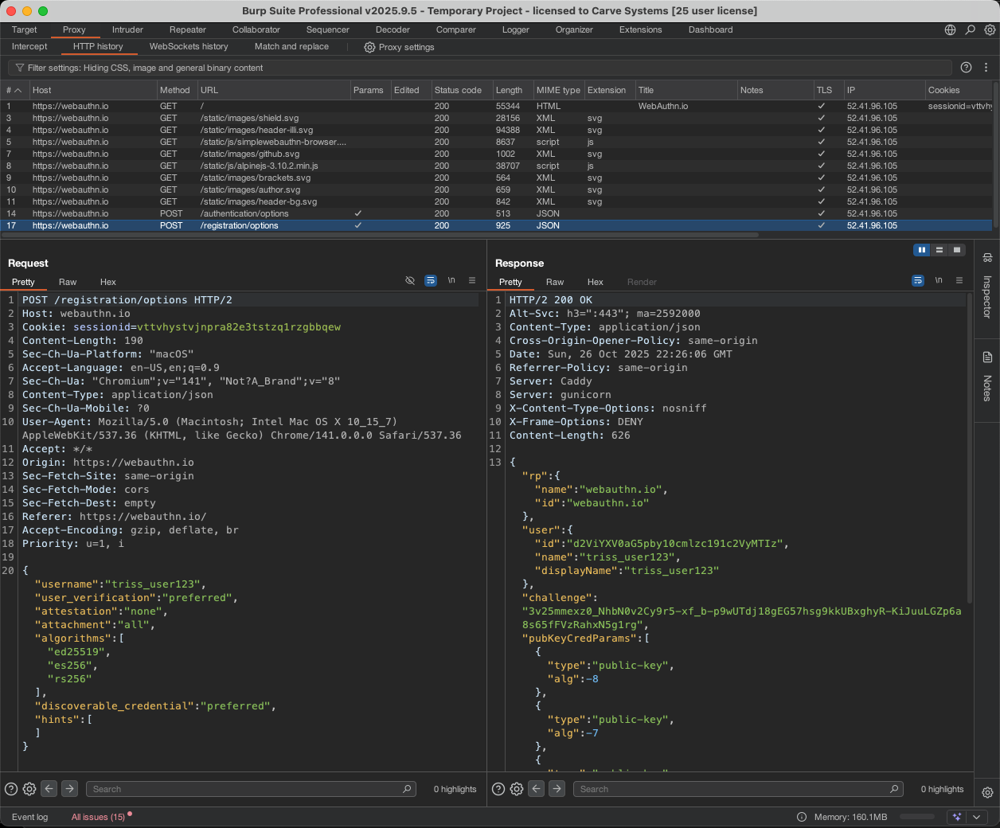 Burp Suite Professional v2025.9.5 - Temporary Project - licensed to Carve Systems [25 user license]
Target Proxy Intruder Repeater Collaborator Sequencer Decoder Comparer Logger Organizer Extensions Dashboard
Intercept HTTP history WebSockets history Match and replace Proxy settings
Filter settings: Hiding CSS, image and general binary content
# Host Method URL Params Edited Status code Length MIME type Extension Title Notes TLS IP Cookies
1 https://webauthn.io GET / 200 55344 HTML WebAuthn.io ✓ 52.41.96.105 sessionid=vttvhy
3 https://webauthn.io GET /static/images/shield.svg 200 28156 XML svg ✓ 52.41.96.105
4 https://webauthn.io GET /static/images/header-illi.svg 200 94388 XML svg ✓ 52.41.96.105
5 https://webauthn.io GET /static/js/simplewebauthn-browser.... 200 8637 script js ✓ 52.41.96.105
7 https://webauthn.io GET /static/images/github.svg 200 1002 XML svg ✓ 52.41.96.105
8 https://webauthn.io GET /static/js/alpinejs-3.10.2.min.js 200 38707 script js ✓ 52.41.96.105
9 https://webauthn.io GET /static/images/brackets.svg 200 564 XML svg ✓ 52.41.96.105
10 https://webauthn.io GET /static/images/author.svg 200 659 XML svg ✓ 52.41.96.105
11 https://webauthn.io GET /static/images/header-bg.svg 200 842 XML svg ✓ 52.41.96.105
14 https://webauthn.io POST /authentication/options ✓ 200 513 JSON ✓ 52.41.96.105
17 https://webauthn.io POST /registration/options ✓ 200 925 JSON ✓ 52.41.96.105
Request
Pretty Raw Hex \n
1 POST /registration/options HTTP/2
2 Host: webauthn.io
3 Cookie: sessionid=vttvhystvjnpra82e3tstzq1rzgbbqew
4 Content-Length: 190
5 Sec-Ch-Ua-Platform: "macOS"
6 Accept-Language: en-US,en;q=0.9
7 Sec-Ch-Ua: "Chromium";v="141", "Not?A_Brand";v="8"
8 Content-Type: application/json
9 Sec-Ch-Ua-Mobile: ?0
10 User-Agent: Mozilla/5.0 (Macintosh; Intel Mac OS X 10_15_7)
AppleWebKit/537.36 (KHTML, like Gecko) Chrome/141.0.0.0 Safari/537.36
11 Accept: */*
12 Origin: https://webauthn.io
13 Sec-Fetch-Site: same-origin
14 Sec-Fetch-Mode: cors
15 Sec-Fetch-Dest: empty
16 Referer: https://webauthn.io/
17 Accept-Encoding: gzip, deflate, br
18 Priority: u=1, i
19
20 {
"username":"triss_user123",
"user_verification":"preferred",
"attestation":"none",
"attachment":"all",
"algorithms":[
"ed25519",
"es256",
"rs256"
],
"discoverable_credential":"preferred",
"hints":[
]
}
Search 0 highlights
Response
Pretty Raw Hex Render \n
1 HTTP/2 200 OK
2 Alt-Svc: h3=":443"; ma=2592000
3 Content-Type: application/json
4 Cross-Origin-Opener-Policy: same-origin
5 Date: Sun, 26 Oct 2025 22:26:06 GMT
6 Referrer-Policy: same-origin
7 Server: Caddy
8 Server: gunicorn
9 X-Content-Type-Options: nosniff
10 X-Frame-Options: DENY
11 Content-Length: 626
12
13 {
"rp":{
"name":"webauthn.io",
"id":"webauthn.io"
},
"user":{
"id":"d2ViYXV0aG5pby10cmlzc191c2VyMTIz",
"name":"triss_user123",
"displayName":"triss_user123"
},
"challenge":
"3v25mmexz0_NhbN0v2Cy9r5-xf_b-p9wUTdj18gEG57hsg9kkUBxghyR-KiJuuLGZp6a
8s65fFVzRahxN5g1rg",
"pubKeyCredParams":[
{
"type":"public-key",
"alg":-8
},
{
"type":"public-key",
"alg":-7
},
{
Search 0 highlights
Inspector
Notes
Event log All issues (15) Memory: 160.1MB